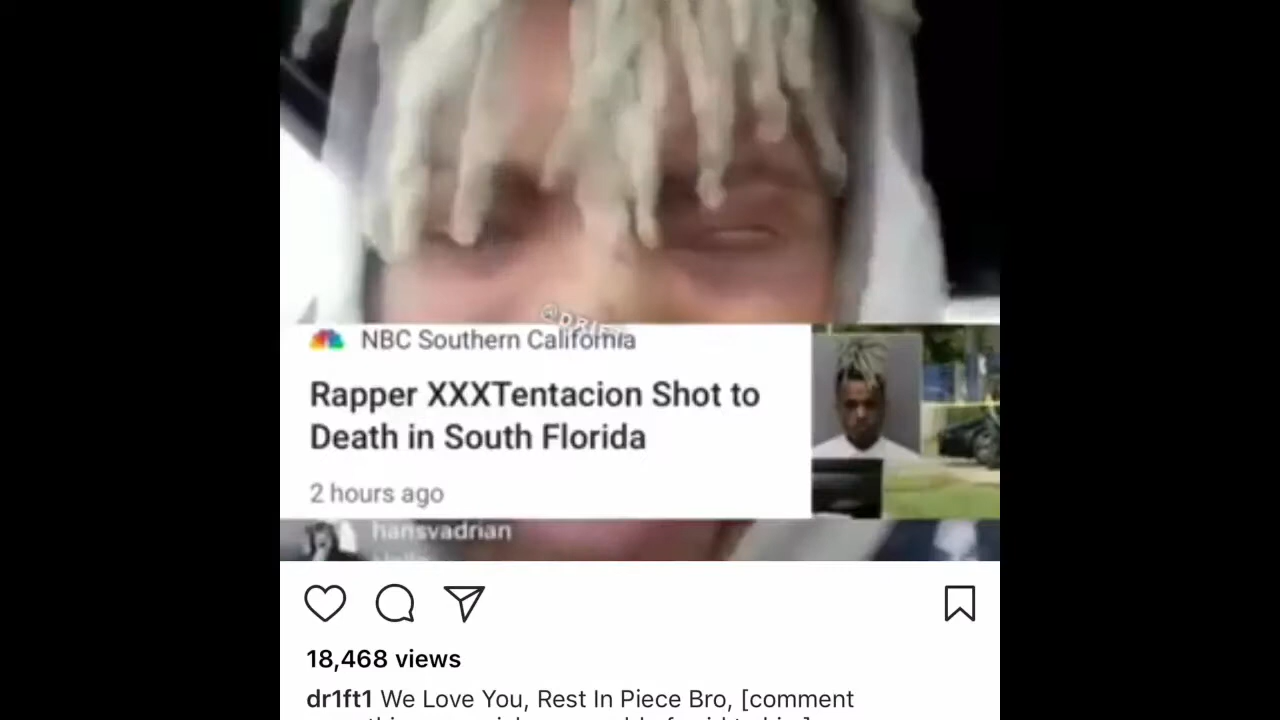 NBC Southern California
Rapper XXXTentacion Shot to
Death in South Florida
2 hours ago
hansvadrian
18,468 views
dr1ft1 We Love You, Rest In Piece Bro, [comment